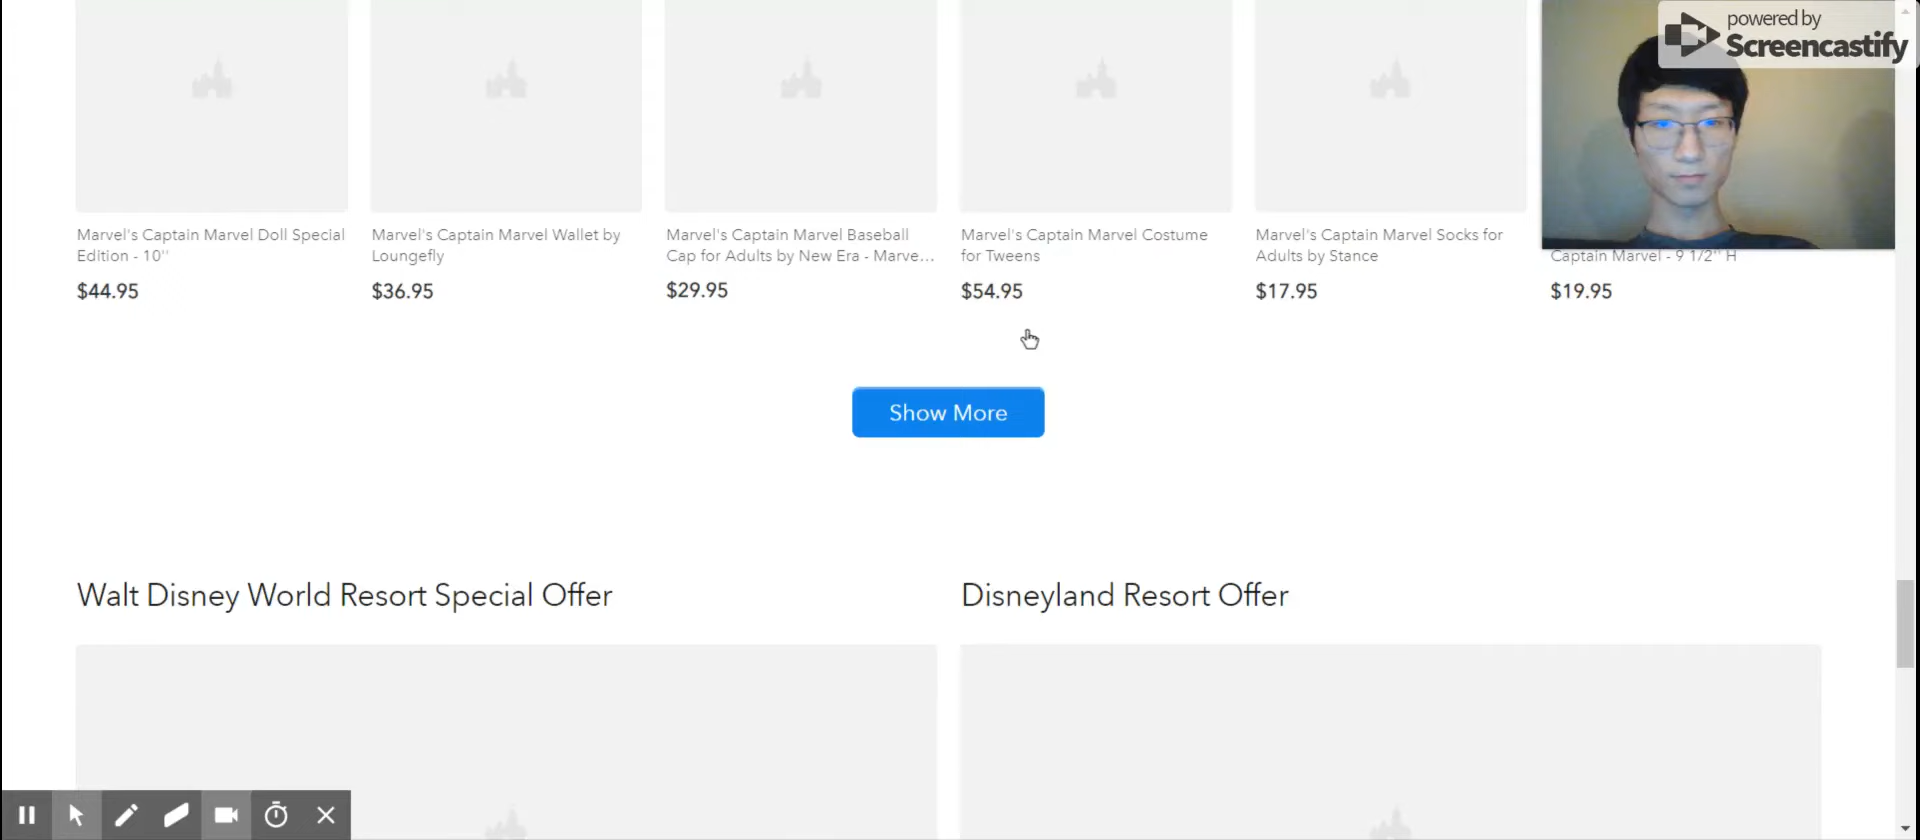 powered by
Screencastify
Marvel's Captain Marvel Doll Special
Edition - 10''
$44.95
Marvel's Captain Marvel Wallet by
Loungefly
$36.95
Marvel's Captain Marvel Baseball
Cap for Adults by New Era - Marve...
$29.95
Marvel's Captain Marvel Costume
for Tweens
$54.95
Marvel's Captain Marvel Socks for
Adults by Stance
$17.95
Captain Marvel - 9 1/2'' H
$19.95
Show More
Walt Disney World Resort Special Offer
Disneyland Resort Offer